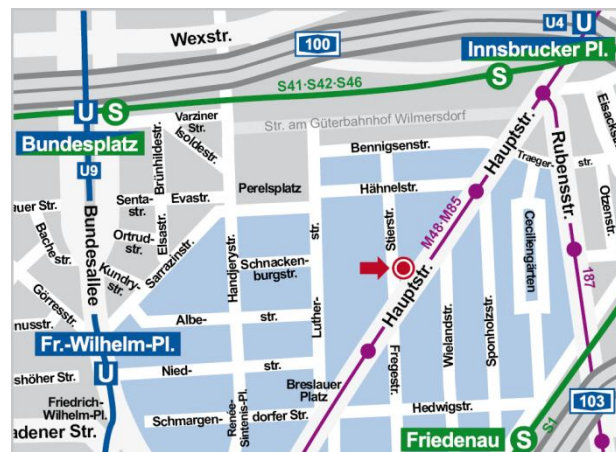 U4
U
Wexstr.
100
Innsbrucker Pl.
S
S41·S42·S46
U
S
Bundesplatz
Varziner
Str.
Isoldestr.
Str. am Güterbahnhof Wilmersdorf
Eisack
U9
Brünhildestr.
Bennigsenstr.
Traeger-
str.
Hauptstr.
Rubensstr.
Perelsplatz
Hähnelstr.
auer Str.
Senta-
str.
Evastr.
Otzenstr.
Bundesallee
Bache-
str.
Ortrud-
str.
Elsastr.
Sarrazinstr.
Handjerystr.
str.
Stierstr.
M48·M85
Ceciliengärten
Kundry-
str.
Schnacken-
burgstr.
Hauptstr.
187
Görresstr.
nusstr.
Albe-
str.
Luther-
Fr.-Wilhelm-Pl.
Wielandstr.
Sponholzstr.
Fregestr.
U
Nied-
str.
shöher Str.
Breslauer
Platz
Friedrich-
Wilhelm-Pl.
Renée-
Sintenis-Pl.
Hedwigstr.
103
Schmargen-
dorfer Str.
S1
adener Str.
Friedenau
S